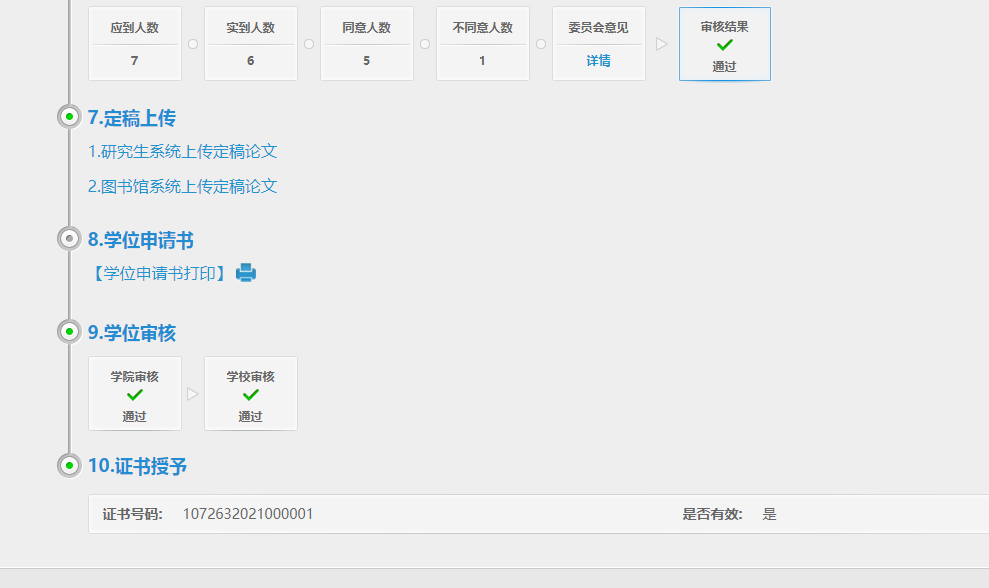 应到人数 实到人数 同意人数 不同意人数 委员会意见 审核结果
7 6 5 1 详情 通过
7.定稿上传
1.研究生系统上传定稿论文
2.图书馆系统上传定稿论文
8.学位申请书
【学位申请书打印】
9.学位审核
学院审核 学校审核
通过 通过
10.证书授予
证书号码: 1072632021000001 是否有效: 是